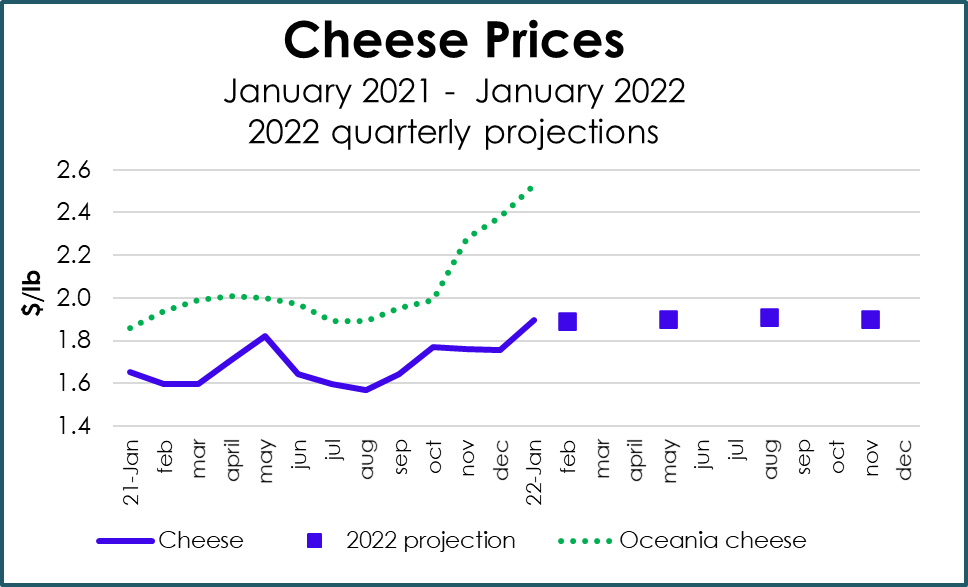 Cheese Prices
January 2021 - January 2022
2022 quarterly projections
$/lb
2.6
2.4
2.2
2.0
1.8
1.6
1.4
21-Jan
feb
mar
april
may
jun
jul
aug
sep
oct
nov
dec
22-Jan
feb
mar
april
may
jun
jul
aug
sep
oct
nov
dec
Cheese
2022 projection
Oceania cheese